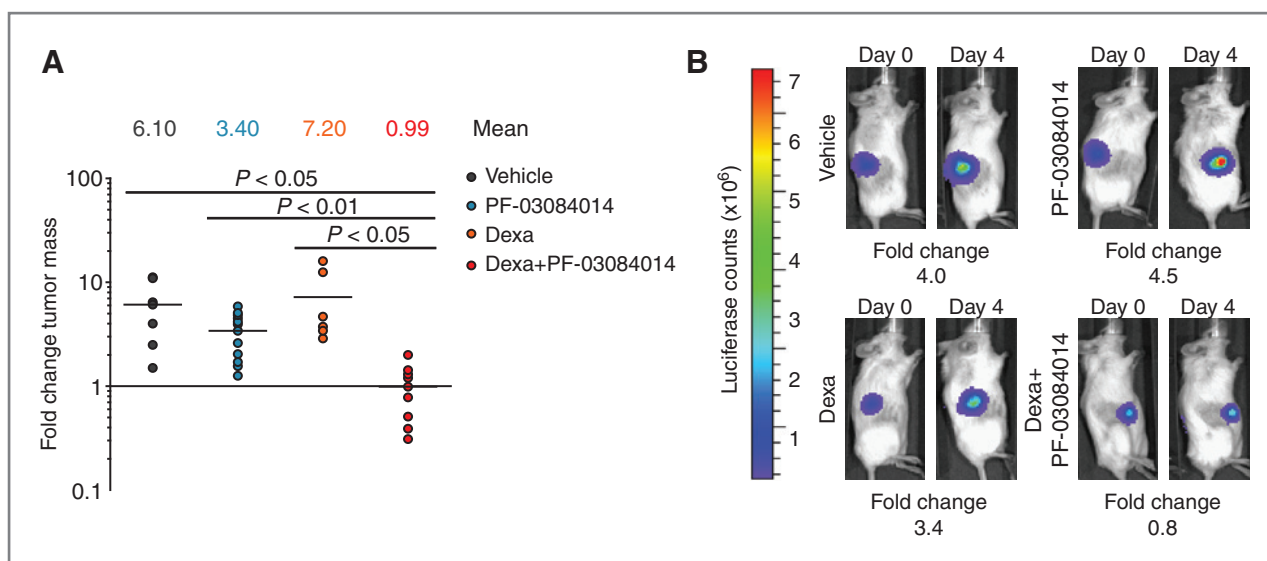 A
6.10 3.40 7.20 0.99 Mean
Vehicle
PF-03084014
Dexa
Dexa+PF-03084014
P < 0.05
P < 0.01
P < 0.05
Fold change tumor mass
100
10
1
0.1
B
Luciferase counts (x10⁶)
7
6
5
4
3
2
1
Vehicle
Day 0 Day 4
Fold change
4.0
PF-03084014
Day 0 Day 4
Fold change
4.5
Dexa
Day 0 Day 4
Fold change
3.4
Dexa+
PF-03084014
Day 0 Day 4
Fold change
0.8